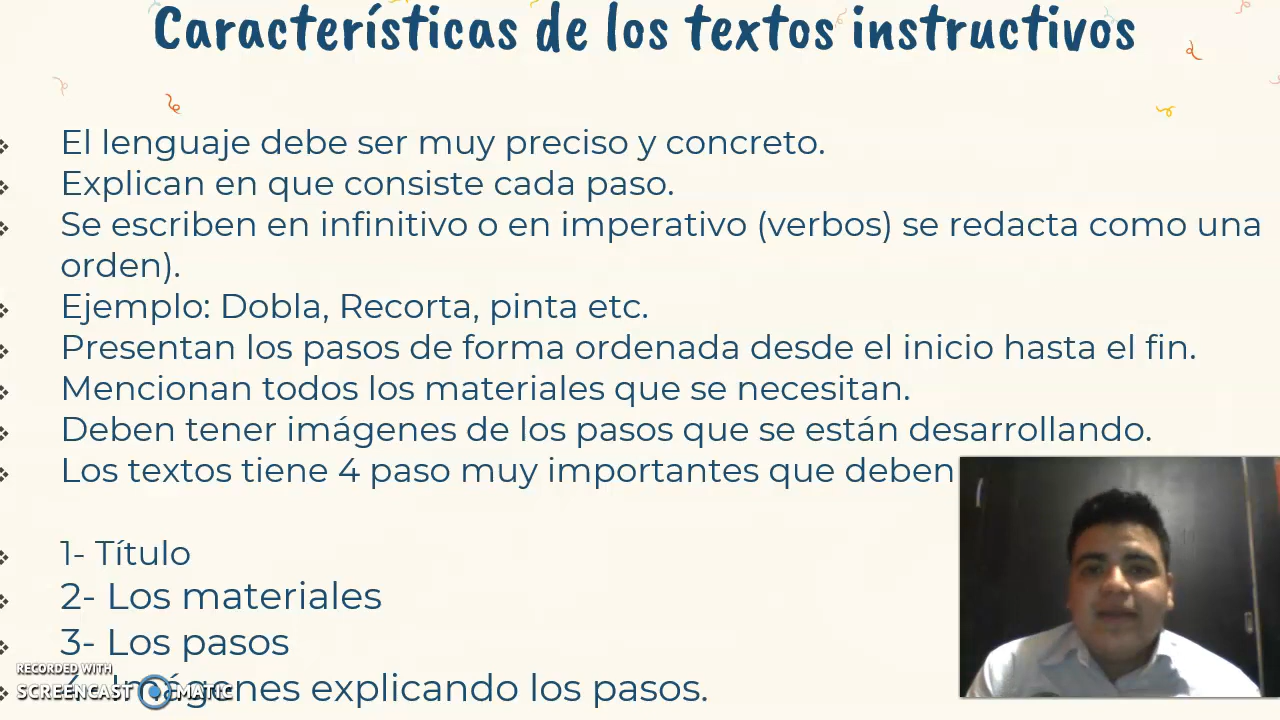 Características de los textos instructivos
El lenguaje debe ser muy preciso y concreto.
Explican en que consiste cada paso.
Se escriben en infinitivo o en imperativo (verbos) se redacta como una
orden).
Ejemplo: Dobla, Recorta, pinta etc.
Presentan los pasos de forma ordenada desde el inicio hasta el fin.
Mencionan todos los materiales que se necesitan.
Deben tener imágenes de los pasos que se están desarrollando.
Los textos tiene 4 paso muy importantes que deben
1- Título
2- Los materiales
3- Los pasos
4- Imágenes explicando los pasos.
RECORDED WITH
SCREENCAST MATIC